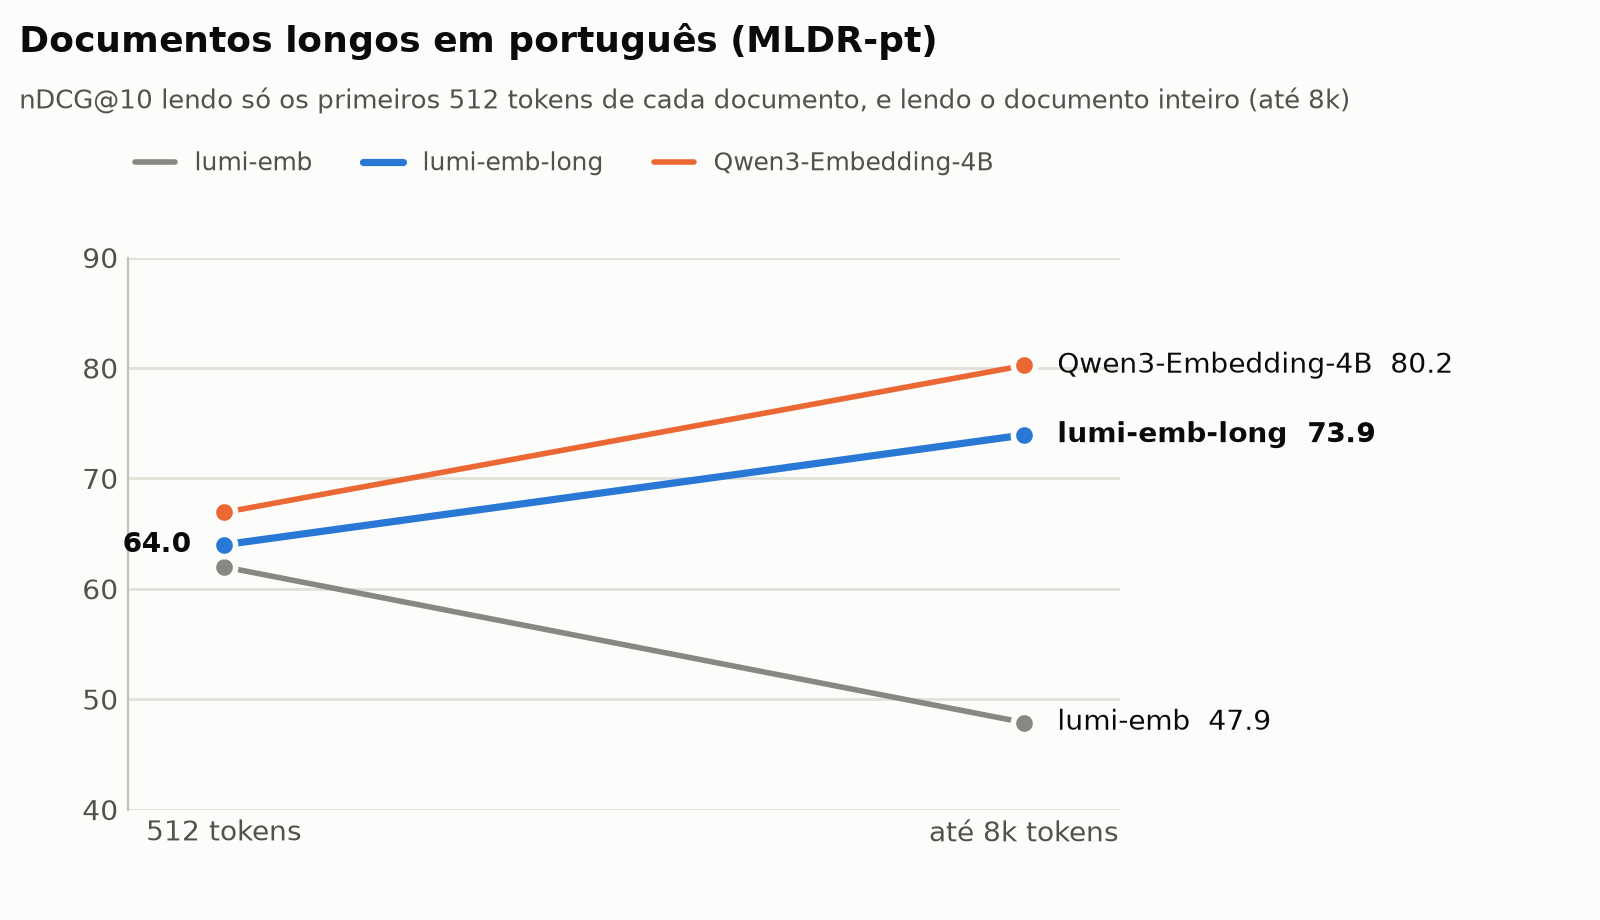 Documentos longos em português (MLDR-pt)
nDCG@10 lendo só os primeiros 512 tokens de cada documento, e lendo o documento inteiro (até 8k)
lumi-emb lumi-emb-long Qwen3-Embedding-4B
90
80
Qwen3-Embedding-4B 80.2
lumi-emb-long 73.9
70
64.0
60
50
lumi-emb 47.9
40
512 tokens até 8k tokens